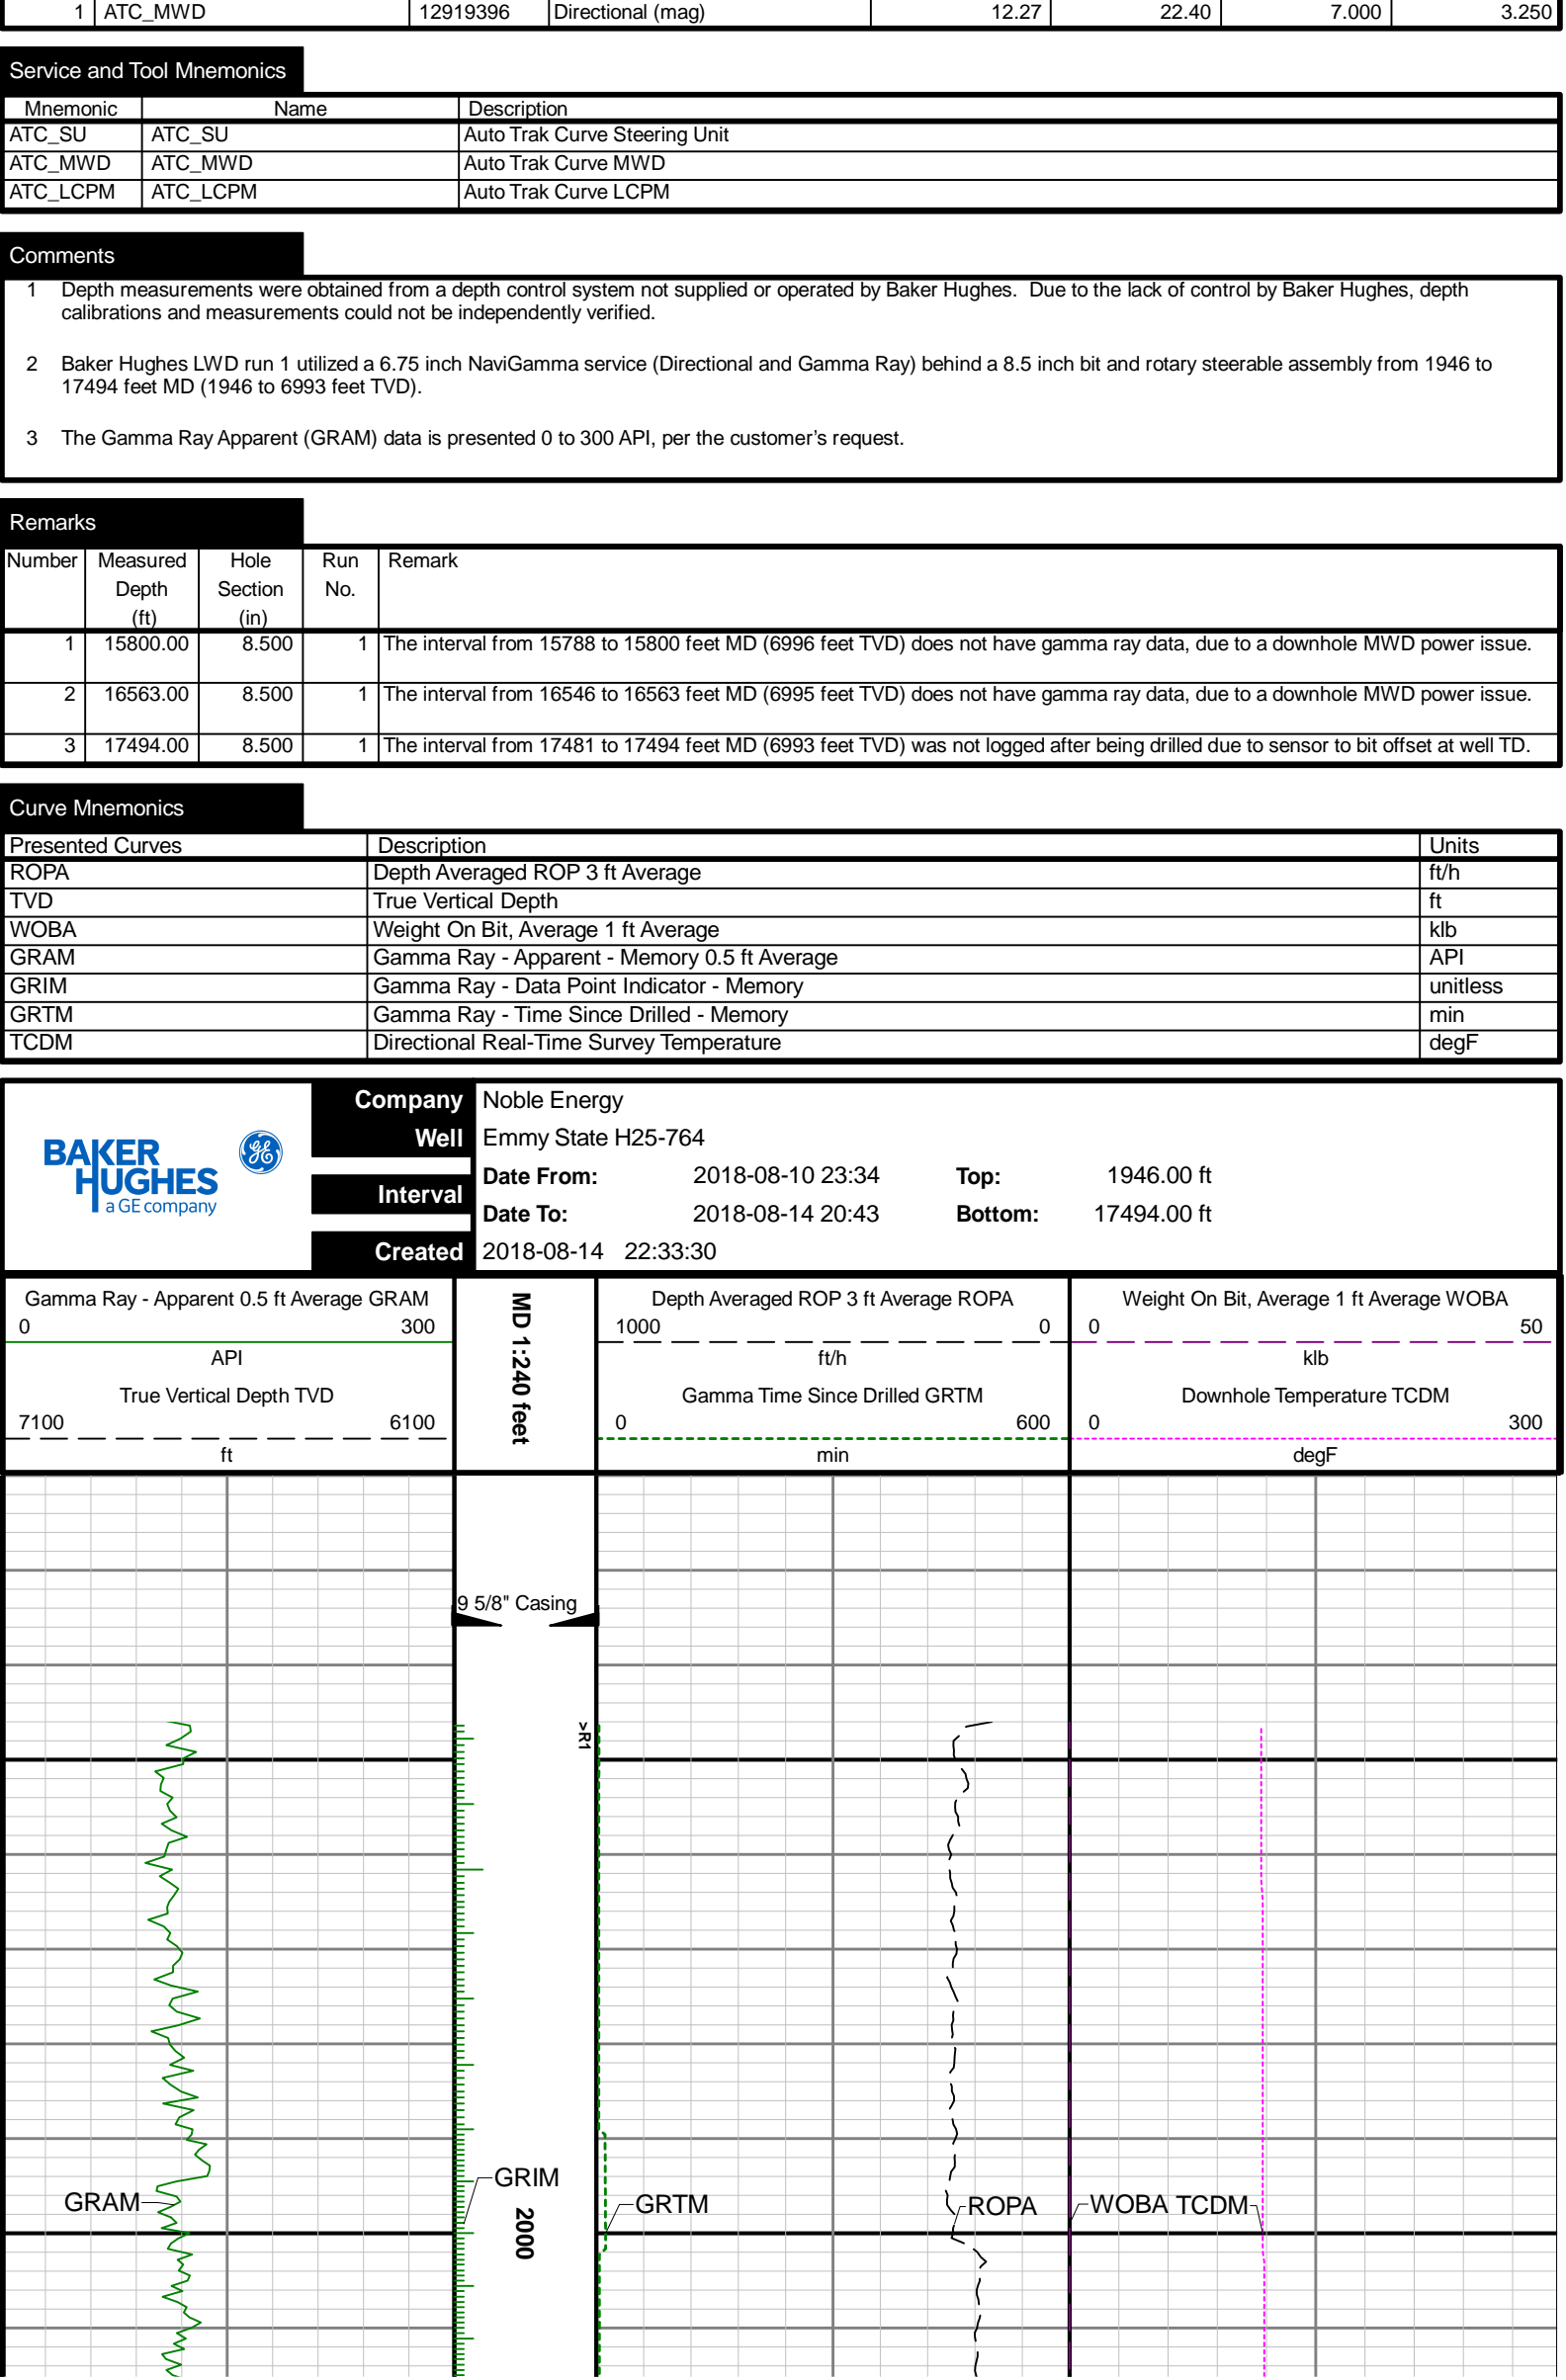 1 ATC_MWD 12919396 Directional (mag) 12.27 22.40 7.000 3.250
Service and Tool Mnemonics
Mnemonic Name Description
ATC_SU ATC_SU Auto Trak Curve Steering Unit
ATC_MWD ATC_MWD Auto Trak Curve MWD
ATC_LCPM ATC_LCPM Auto Trak Curve LCPM
Comments
1 Depth measurements were obtained from a depth control system not supplied or operated by Baker Hughes. Due to the lack of control by Baker Hughes, depth
calibrations and measurements could not be independently verified.
2 Baker Hughes LWD run 1 utilized a 6.75 inch NaviGamma service (Directional and Gamma Ray) behind a 8.5 inch bit and rotary steerable assembly from 1946 to
17494 feet MD (1946 to 6993 feet TVD).
3 The Gamma Ray Apparent (GRAM) data is presented 0 to 300 API, per the customer's request.
Remarks
Number Measured Hole Run Remark
Depth Section No.
(ft) (in)
1 15800.00 8.500 1 The interval from 15788 to 15800 feet MD (6996 feet TVD) does not have gamma ray data, due to a downhole MWD power issue.
2 16563.00 8.500 1 The interval from 16546 to 16563 feet MD (6995 feet TVD) does not have gamma ray data, due to a downhole MWD power issue.
3 17494.00 8.500 1 The interval from 17481 to 17494 feet MD (6993 feet TVD) was not logged after being drilled due to sensor to bit offset at well TD.
Curve Mnemonics
Presented Curves Description Units
ROPA Depth Averaged ROP 3 ft Average ft/h
TVD True Vertical Depth ft
WOBA Weight On Bit, Average 1 ft Average klb
GRAM Gamma Ray - Apparent - Memory 0.5 ft Average API
GRIM Gamma Ray - Data Point Indicator - Memory unitless
GRTM Gamma Ray - Time Since Drilled - Memory min
TCDM Directional Real-Time Survey Temperature degF
BAKER
HUGHES
a GE company
GE
Company Noble Energy
Well Emmy State H25-764
Interval Date From: 2018-08-10 23:34 Top: 1946.00 ft
Date To: 2018-08-14 20:43 Bottom: 17494.00 ft
Created 2018-08-14 22:33:30
Gamma Ray - Apparent 0.5 ft Average GRAM
0 300
API
True Vertical Depth TVD
7100 6100
ft
MD 1:240 feet
Depth Averaged ROP 3 ft Average ROPA
1000 0
ft/h
Gamma Time Since Drilled GRTM
0 600
min
Weight On Bit, Average 1 ft Average WOBA
0 50
klb
Downhole Temperature TCDM
0 300
degF
9 5/8" Casing
>R1
GRAM
GRIM
2000
GRTM
ROPA
WOBA TCDM